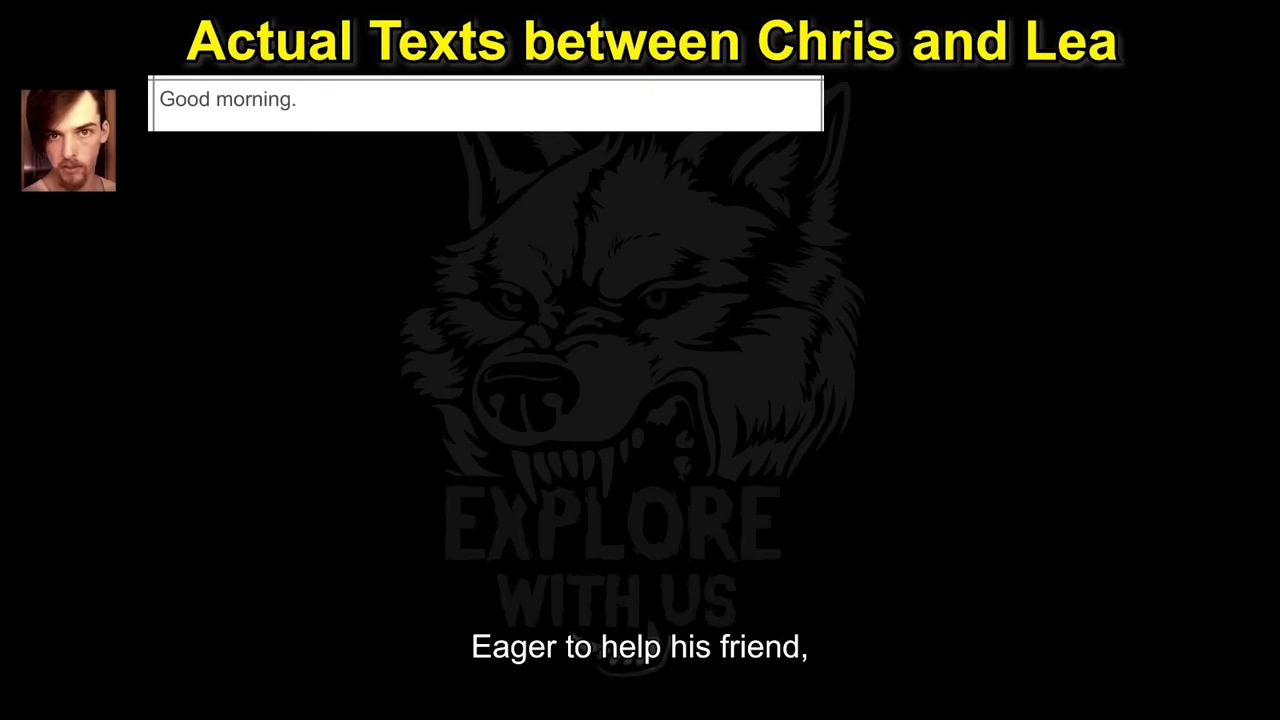 Actual Texts between Chris and Lea
Good morning.
EXPLORE
WITH US
Eager to help his friend,